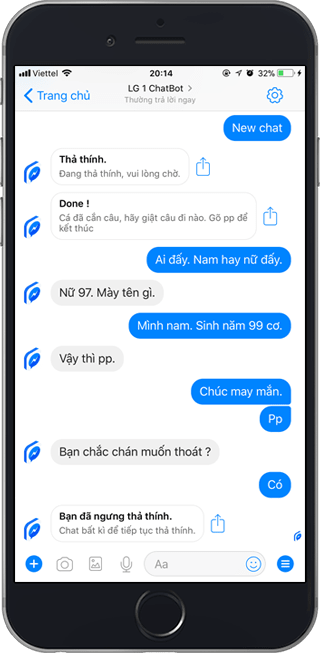 Viettel 20:14 32%
Trang chủ
LG 1 ChatBot
Thường trả lời ngay
New chat
Thả thính.
Đang thả thính, vui lòng chờ.
Done !
Cá đã cắn câu, hãy giật câu đi nào. Gõ pp để
kết thúc
Ai đấy. Nam hay nữ đấy.
Nữ 97. Mày tên gì.
Mình nam. Sinh năm 99 cơ.
Vậy thì pp.
Chúc may mắn.
Pp
Bạn chắc chán muốn thoát ?
Có
Bạn đã ngưng thả thính.
Chat bất kì để tiếp tục thả thính.
Aa